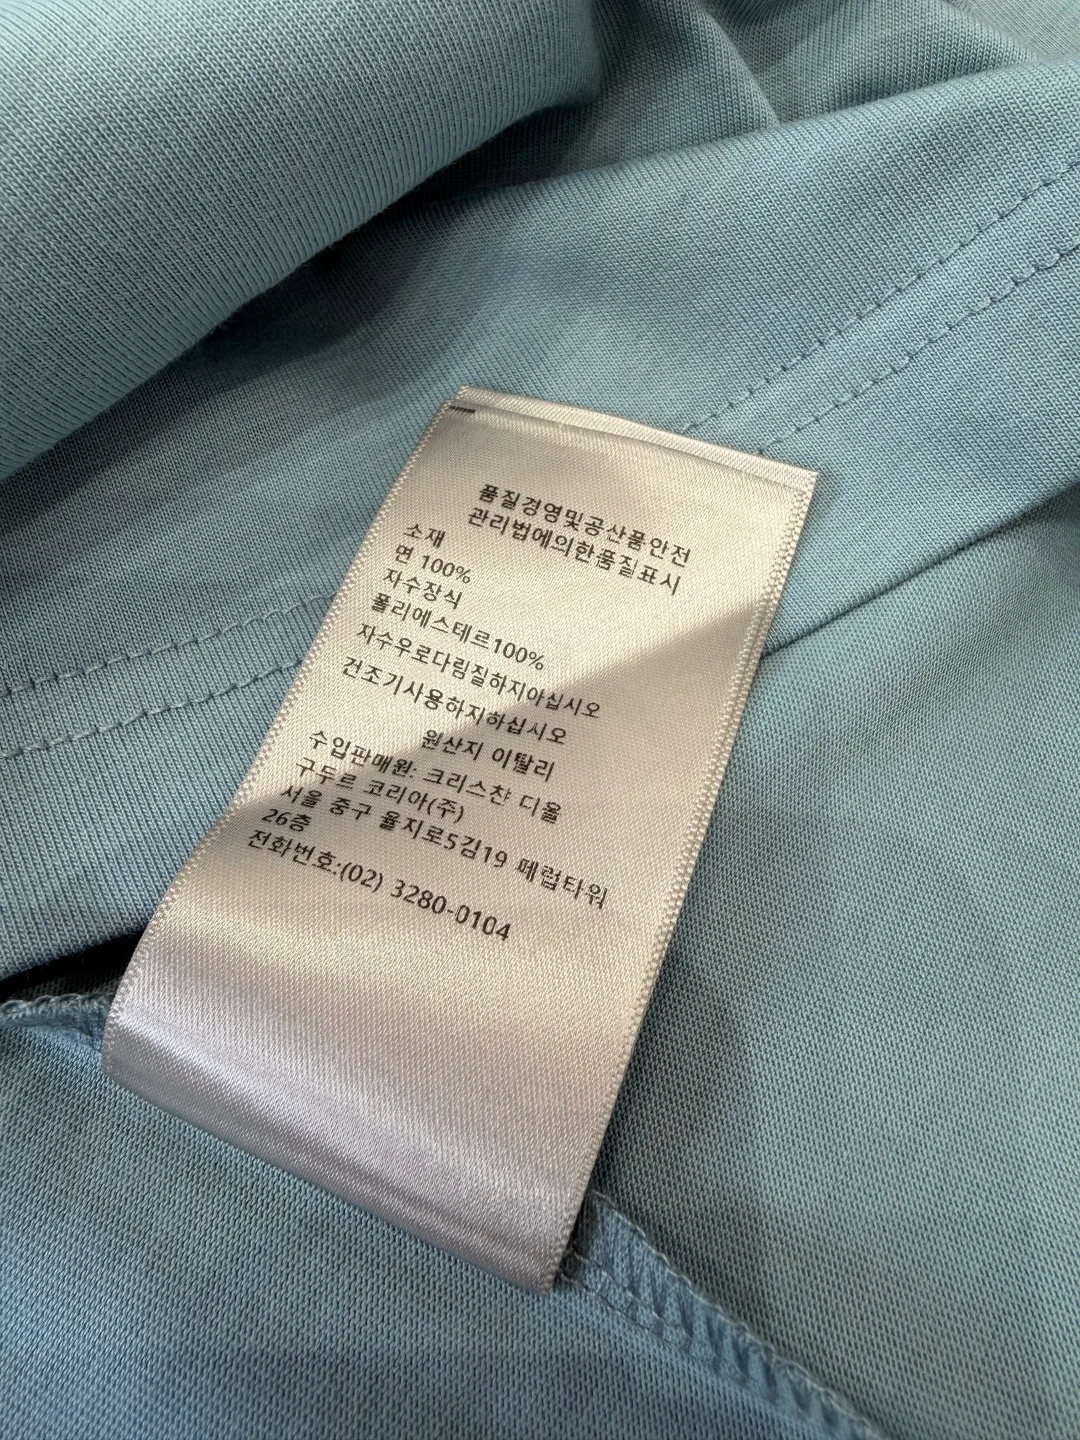 품질경영및공산품안전
관리법에의한품질표시
소재
면 100%
자수장식
폴리에스테르100%
자수우로다림질하지아십시오
건조기사용하지하십시오
원산지 이탈리
수입판매원: 크리스챤 디올
구두르 코리아(주)
서울 중구 율지로5김19 페럽타워
26층
전화번호:(02) 3280-0104